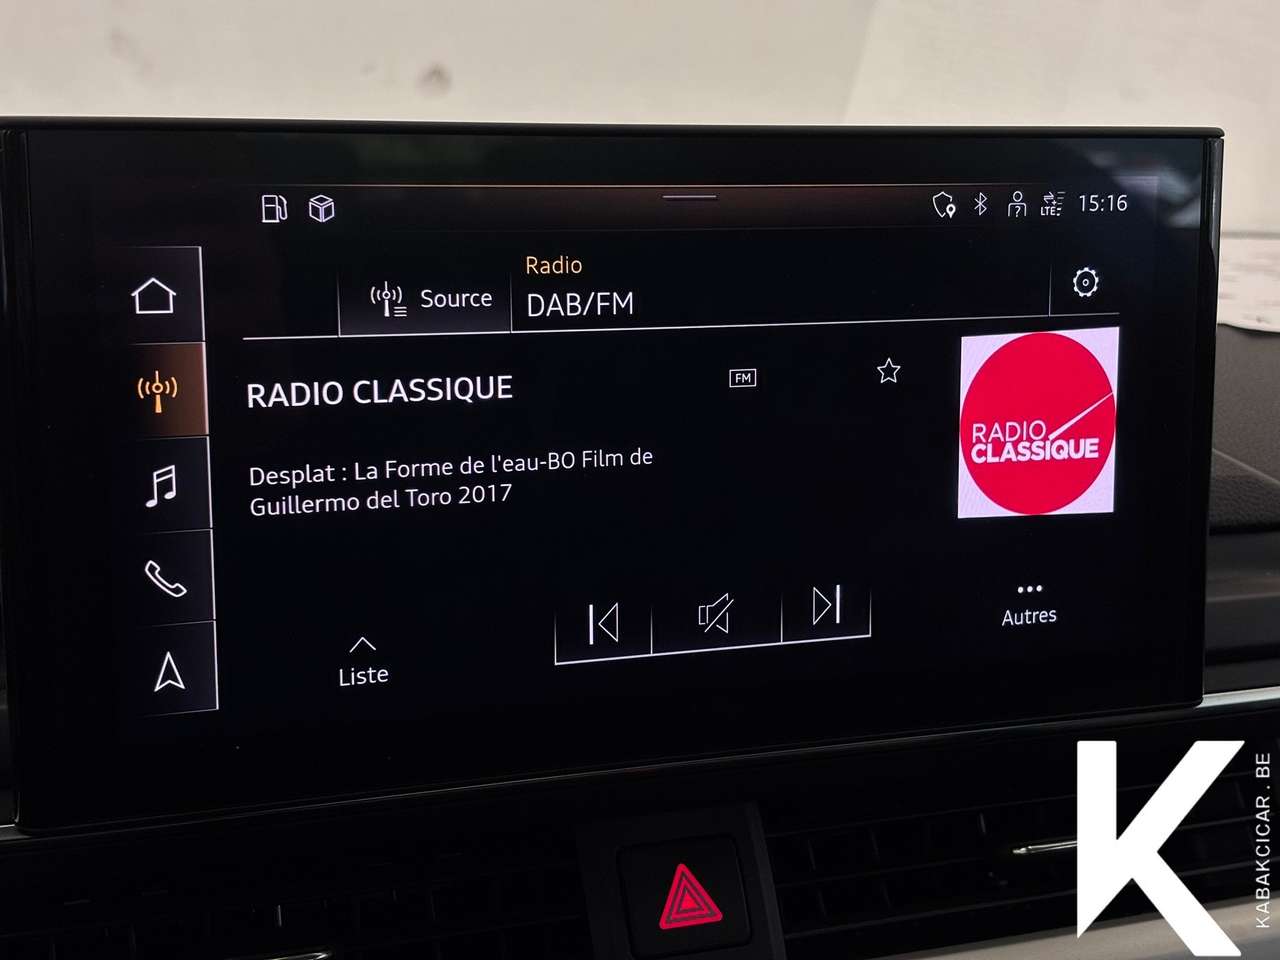 LTE
15:16
Radio
Source
DAB/FM
RADIO CLASSIQUE
FM
RADIO
CLASSIQUE
Desplat : La Forme de l'eau-BO Film de
Guillermo del Toro 2017
Autres
Liste
K
KABAKCICAR.BE